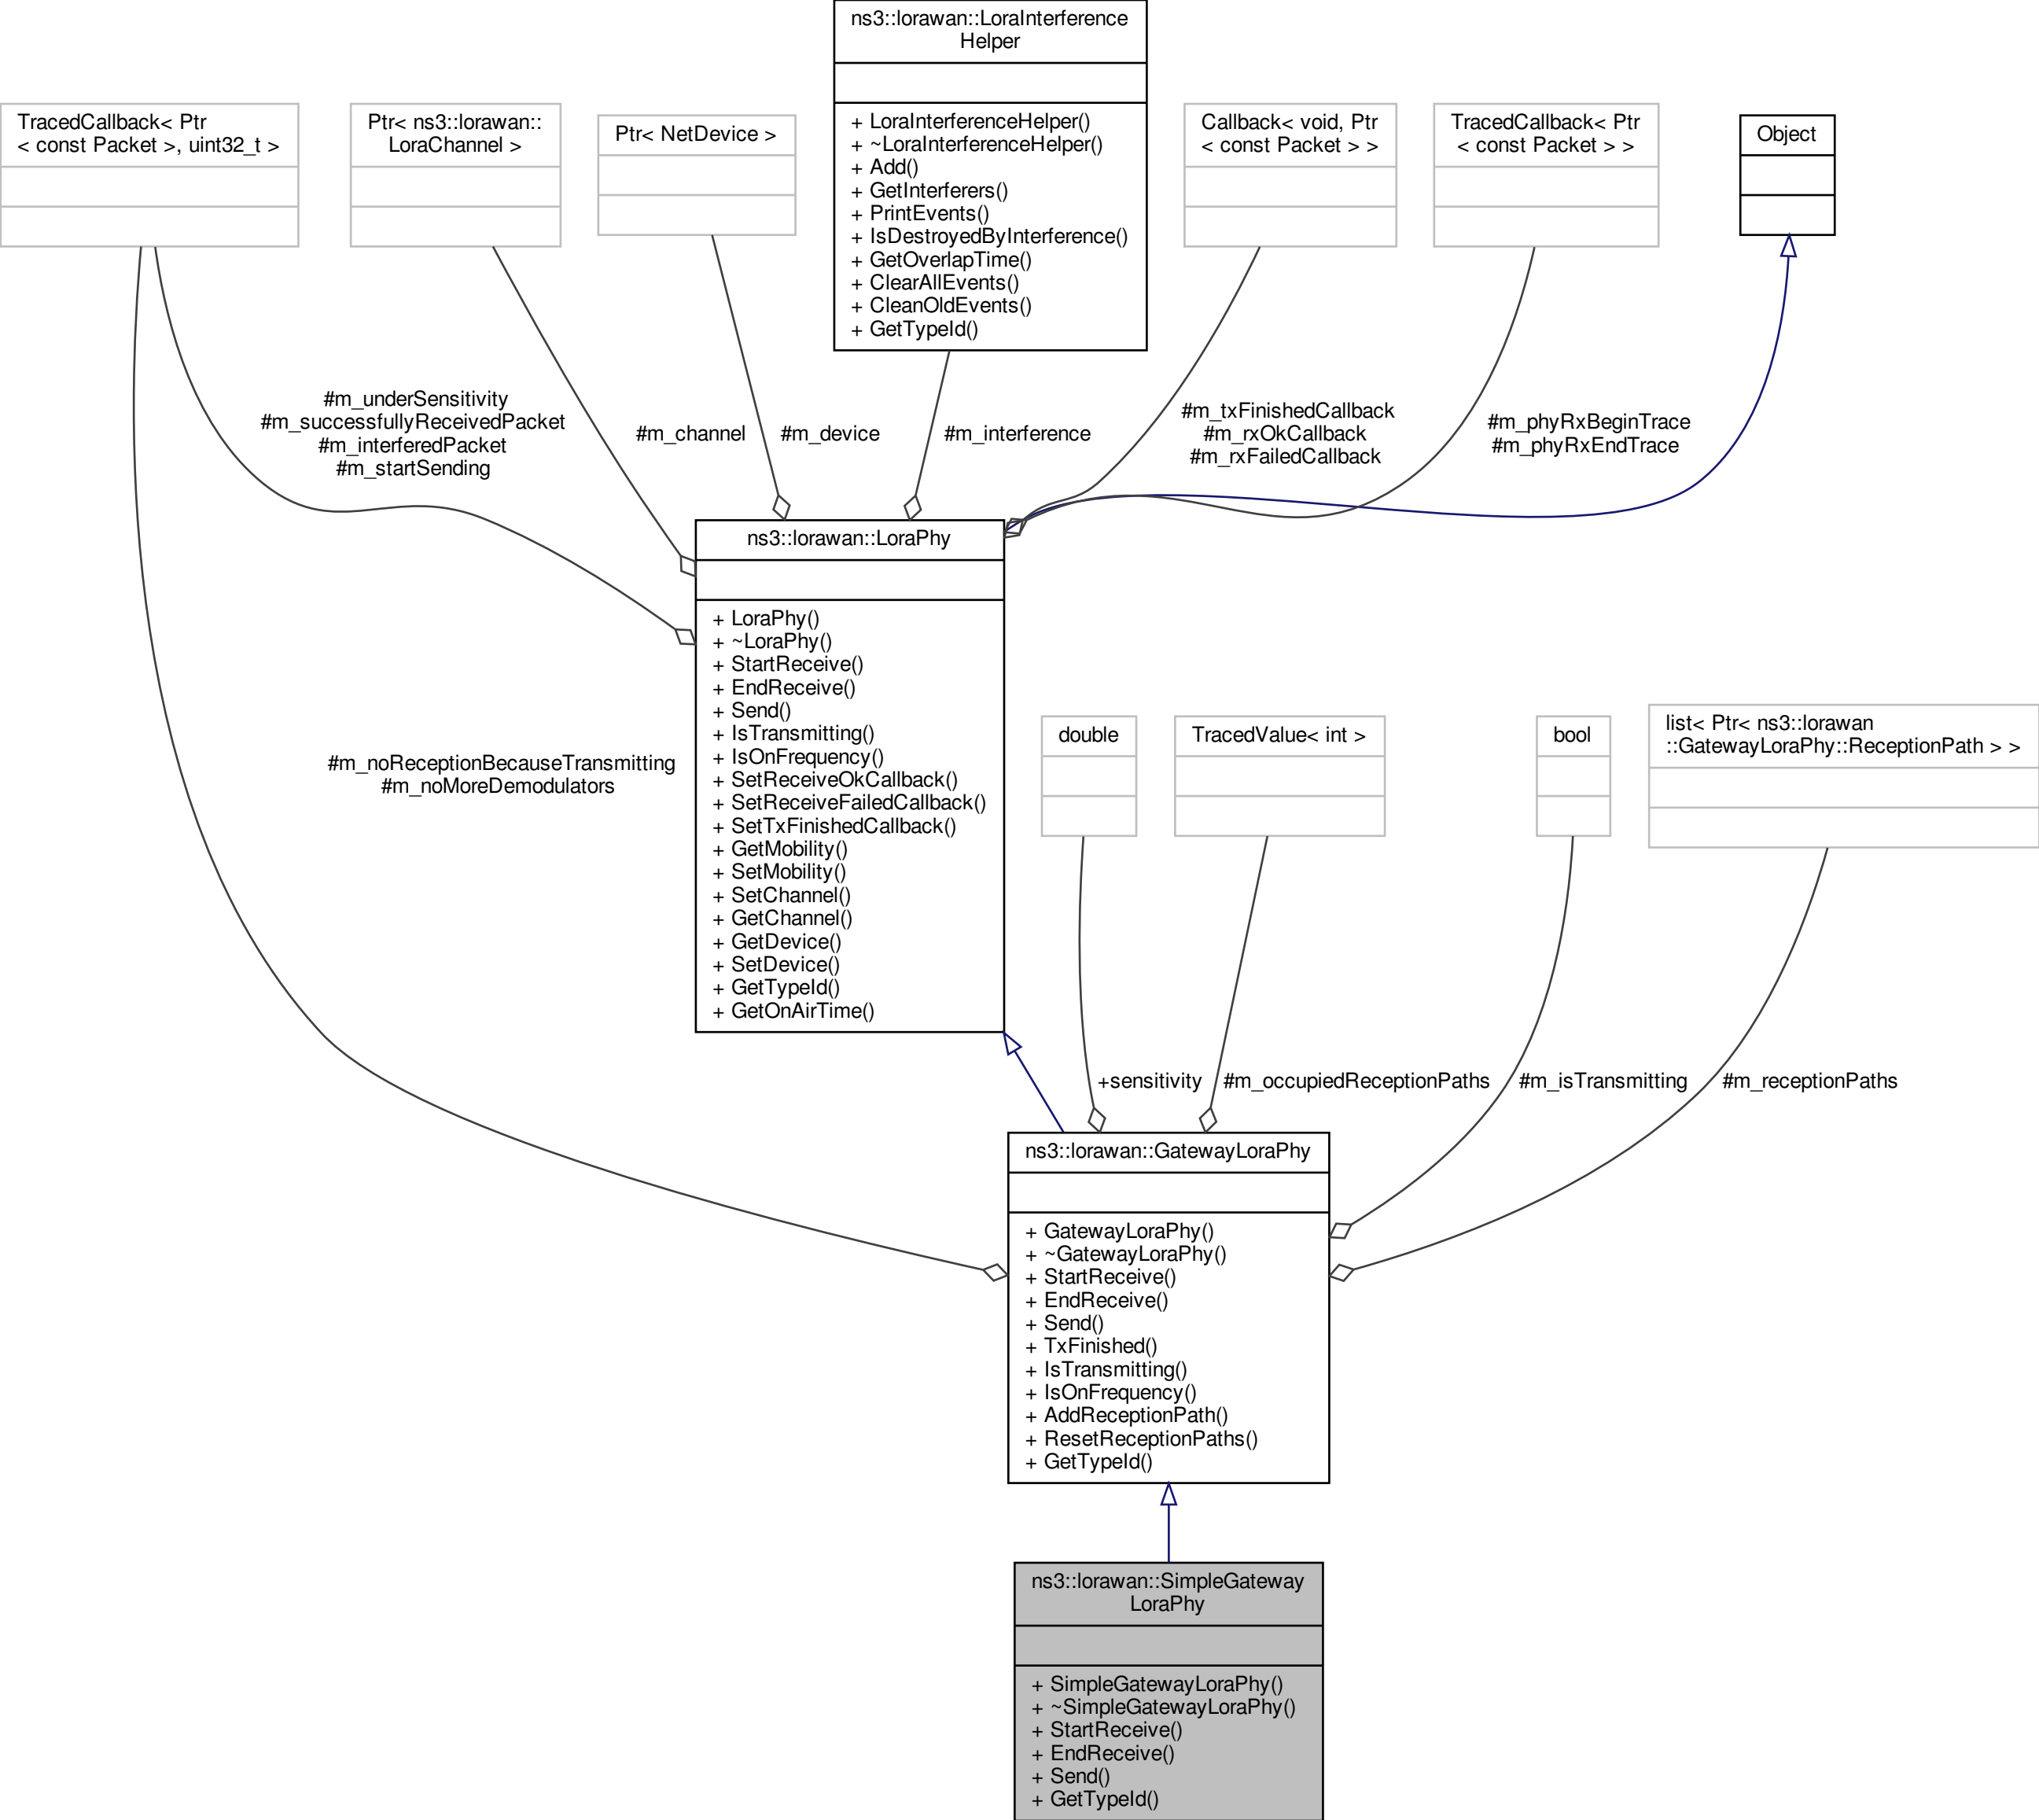 ns3::lorawan::LoraInterference
Helper
+ LoraInterferenceHelper()
+ ~LoraInterferenceHelper()
+ Add()
+ GetInterferers()
+ PrintEvents()
+ IsDestroyedByInterference()
+ GetOverlapTime()
+ ClearAllEvents()
+ CleanOldEvents()
+ GetTypeId()
TracedCallback< Ptr
< const Packet >, uint32_t >
Ptr< ns3::lorawan::
LoraChannel >
Ptr< NetDevice >
Callback< void, Ptr
< const Packet > >
TracedCallback< Ptr
< const Packet > >
Object
#m_underSensitivity
#m_successfullyReceivedPacket
#m_interferedPacket
#m_startSending
#m_channel
#m_device
#m_interference
#m_txFinishedCallback
#m_rxOkCallback
#m_rxFailedCallback
#m_phyRxBeginTrace
#m_phyRxEndTrace
ns3::lorawan::LoraPhy
+ LoraPhy()
+ ~LoraPhy()
+ StartReceive()
+ EndReceive()
+ Send()
+ IsTransmitting()
+ IsOnFrequency()
+ SetReceiveOkCallback()
+ SetReceiveFailedCallback()
+ SetTxFinishedCallback()
+ GetMobility()
+ SetMobility()
+ SetChannel()
+ GetChannel()
+ GetDevice()
+ SetDevice()
+ GetTypeId()
+ GetOnAirTime()
#m_noReceptionBecauseTransmitting
#m_noMoreDemodulators
double
TracedValue< int >
bool
list< Ptr< ns3::lorawan
::GatewayLoraPhy::ReceptionPath > >
+sensitivity
#m_occupiedReceptionPaths
#m_isTransmitting
#m_receptionPaths
ns3::lorawan::GatewayLoraPhy
+ GatewayLoraPhy()
+ ~GatewayLoraPhy()
+ StartReceive()
+ EndReceive()
+ Send()
+ TxFinished()
+ IsTransmitting()
+ IsOnFrequency()
+ AddReceptionPath()
+ ResetReceptionPaths()
+ GetTypeId()
ns3::lorawan::SimpleGateway
LoraPhy
+ SimpleGatewayLoraPhy()
+ ~SimpleGatewayLoraPhy()
+ StartReceive()
+ EndReceive()
+ Send()
+ GetTypeId()